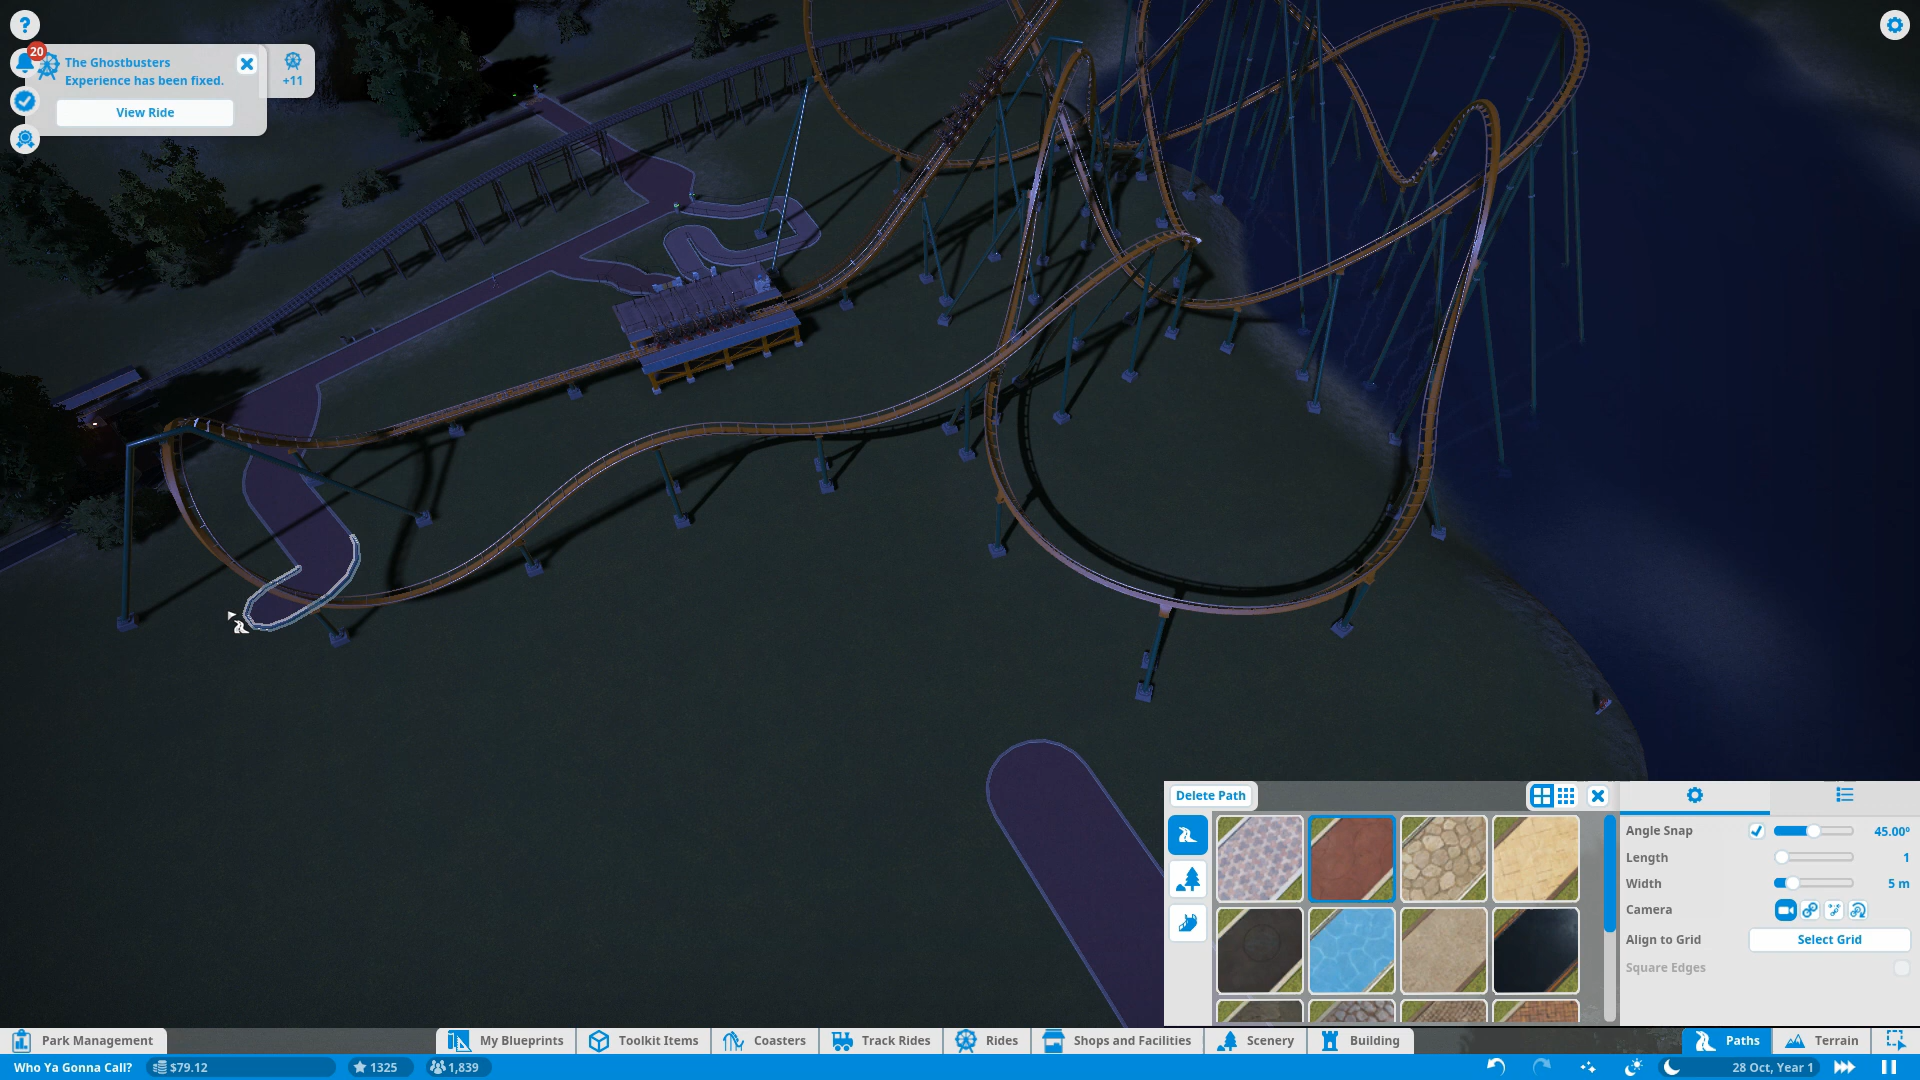 ?
20
The Ghostbusters
Experience has been fixed.
View Ride
+11
Delete Path
Angle Snap
45.00°
Length
1
Width
5 m
Camera
Align to Grid
Select Grid
Square Edges
Park Management
My Blueprints
Toolkit Items
Coasters
Track Rides
Rides
Shops and Facilities
Scenery
Building
Paths
Terrain
Who Ya Gonna Call?
$79.12
1325
1,839
28 Oct, Year 1